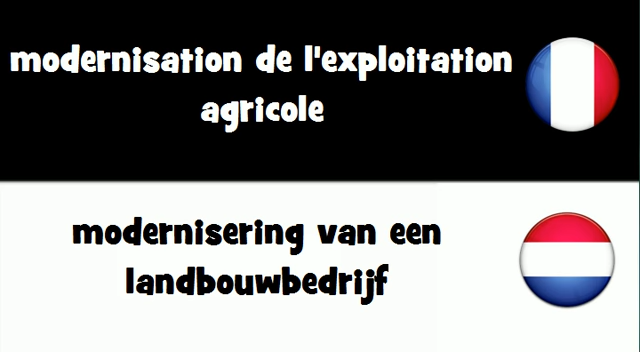 modernisation de l'exploitation
agricole
modernisering van een
landbouwbedrijf